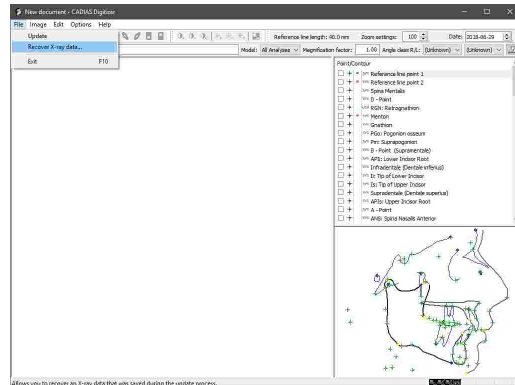 New document - CADIAS Digitizer
File Image Edit Options Help
Update
Recover X-ray data...
Exit F10
Reference line length: 40.0 mm Zoom settings: 100 Date: 2018-06-29
Model: All Analyses Magnification factor: 1.00 Angle class R/L: (Unknown) (Unknown)
Point/Contour
Reference line point 1
Reference line point 2
Spina Mentalis
D - Point
RGN: Retrognathion
Menton
Gnathion
PGo: Pogonion osseum
Pm: Suprapogonion
B - Point (Supramentale)
APIi: Lower Incisor Root
Infradentale (Dentale inferius)
Ii: Tip of Lower Incisor
Is: Tip of Upper Incisor
Supradentale (Dentale superius)
APIs: Upper Incisor Root
A - Point
ANS: Spina Nasalis Anterior
Allows you to recover an X-ray data that was saved during the update process.